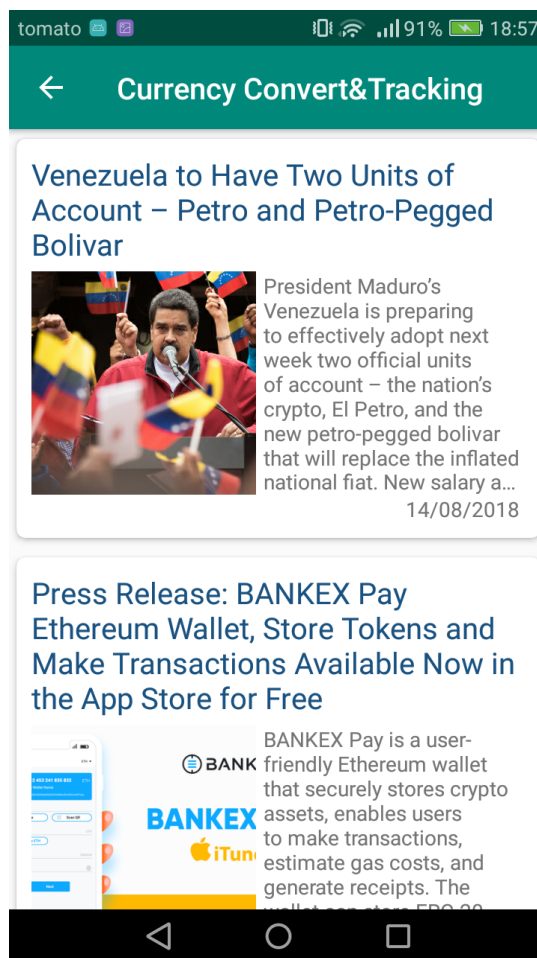 tomato 91% 18:57
Currency Convert&Tracking
Venezuela to Have Two Units of
Account – Petro and Petro-Pegged
Bolivar
President Maduro's
Venezuela is preparing
to effectively adopt next
week two official units
of account – the nation's
crypto, El Petro, and the
new petro-pegged bolivar
that will replace the inflated
national fiat. New salary a...
14/08/2018
Press Release: BANKEX Pay
Ethereum Wallet, Store Tokens and
Make Transactions Available Now in
the App Store for Free
BANK
BANKEX
iTun
BANKEX Pay is a user-
friendly Ethereum wallet
that securely stores crypto
assets, enables users
to make transactions,
estimate gas costs, and
generate receipts. The